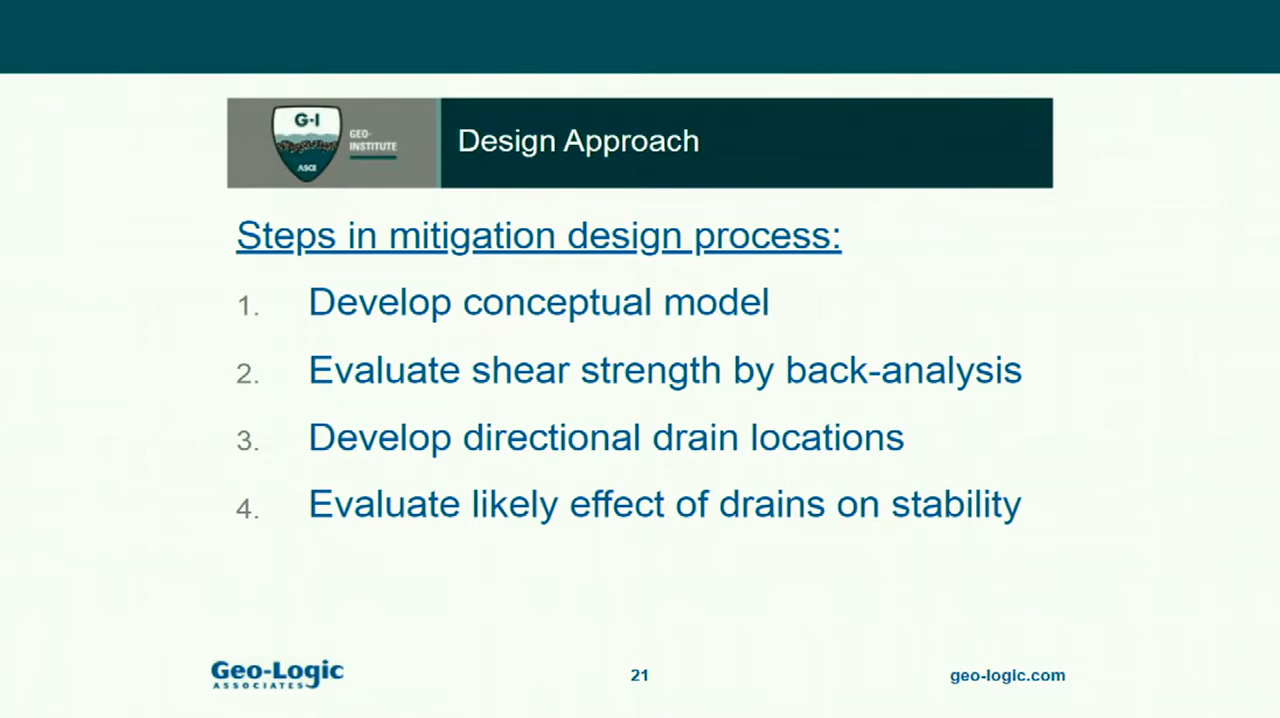 G-I
GEO-
INSTITUTE
ASCE
Design Approach
Steps in mitigation design process:
1. Develop conceptual model
2. Evaluate shear strength by back-analysis
3. Develop directional drain locations
4. Evaluate likely effect of drains on stability
Geo-Logic
ASSOCIATES
21
geo-logic.com